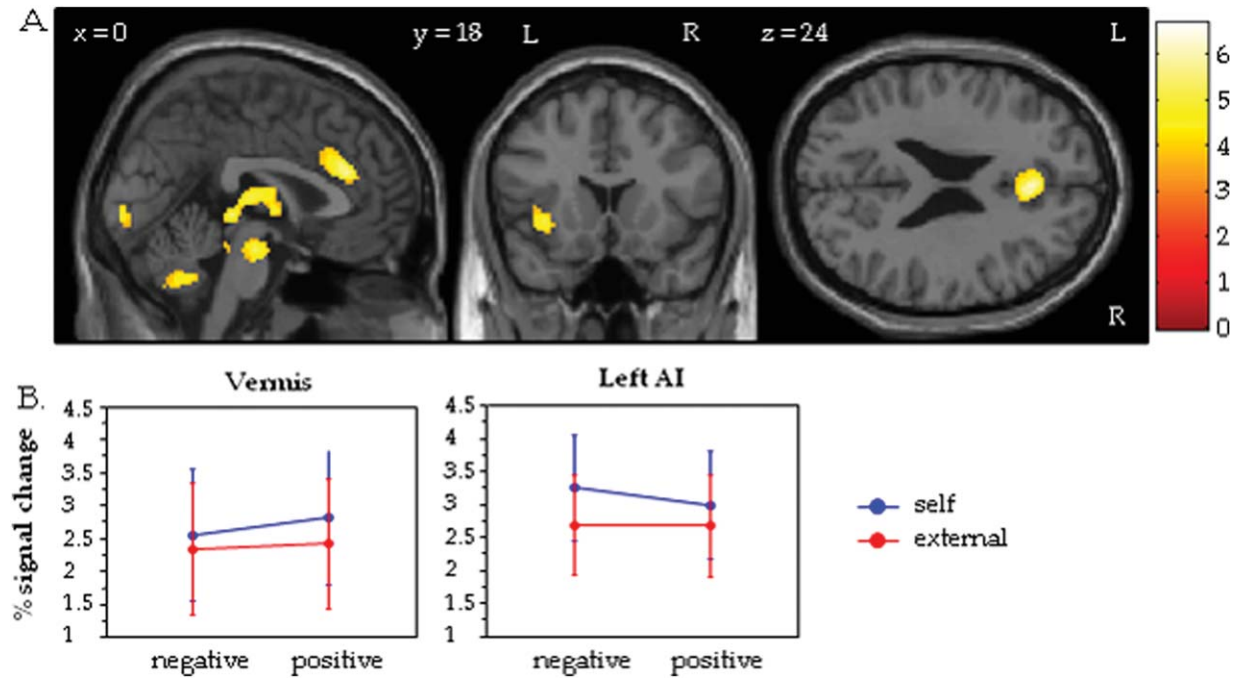 A
x = 0
y = 18
L
R
z = 24
L
R
6
5
4
3
2
1
0
B.
Vermis
Left AI
% signal change
4.5
4
3.5
3
2.5
2
1.5
1
negative
positive
4.5
4
3.5
3
2.5
2
1.5
1
negative
positive
self
external